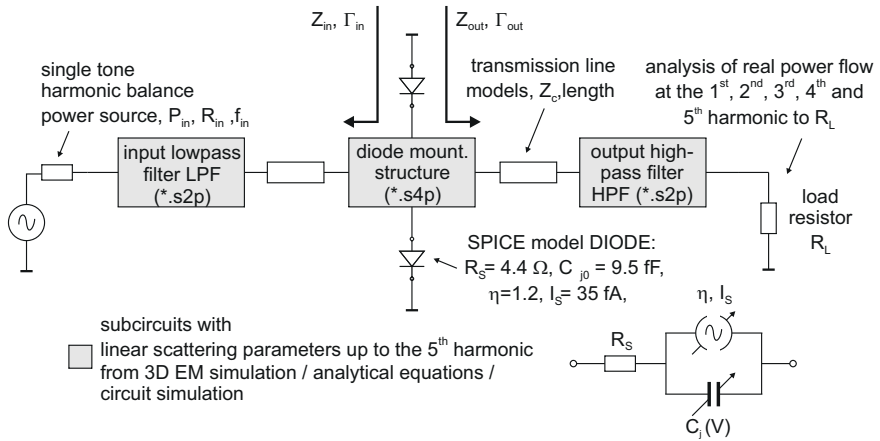 Z_in, Γ_in
Z_out, Γ_out
single tone
harmonic balance
power source, P_in, R_in ,f_in
transmission line
models, Z_c,length
analysis of real power flow
at the 1st, 2nd, 3rd, 4th and
5th harmonic to R_L
input lowpass
filter LPF
(*.s2p)
diode mount.
structure
(*.s4p)
output high-
pass filter
HPF (*.s2p)
load
resistor
R_L
SPICE model DIODE:
R_S= 4.4 Ω, C_j0 = 9.5 fF,
η=1.2, I_S= 35 fA,
subcircuits with
linear scattering parameters up to the 5th harmonic
from 3D EM simulation / analytical equations /
circuit simulation
η, I_S
R_S
C_j(V)